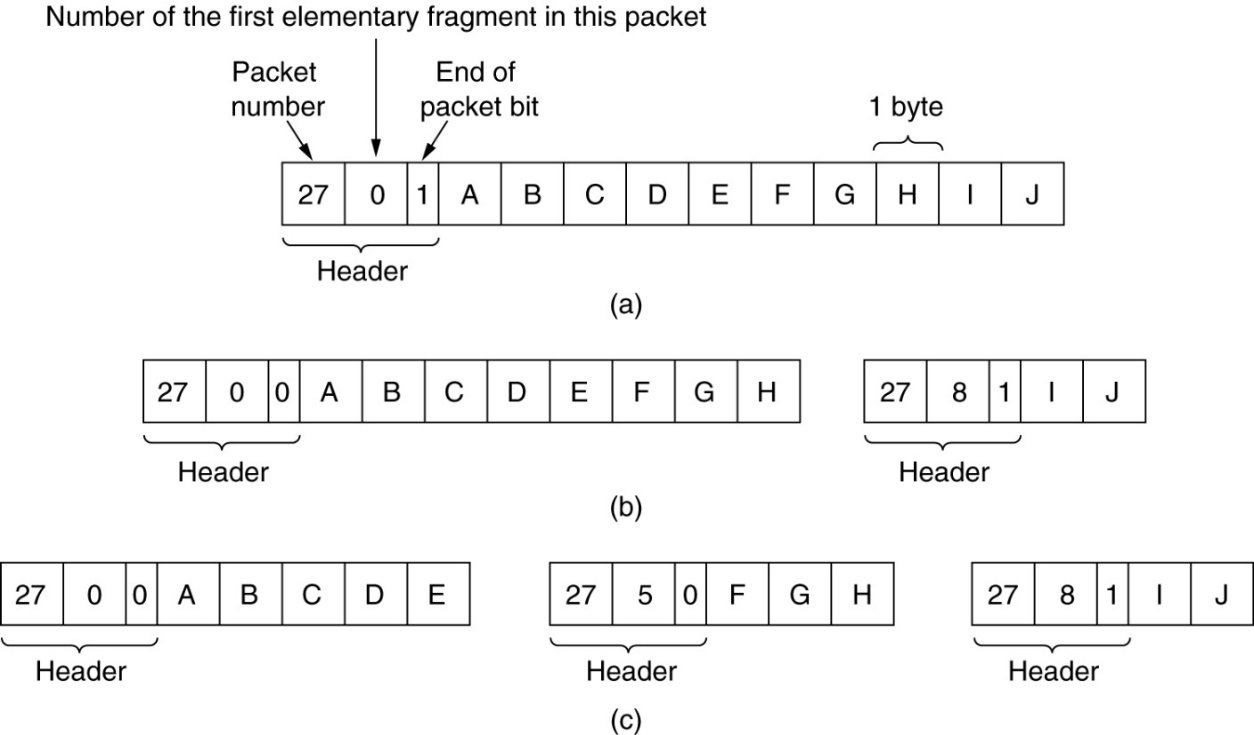 Number of the first elementary fragment in this packet
Packet number
End of packet bit
1 byte
27 0 1 A B C D E F G H I J
Header
(a)
27 0 0 A B C D E F G H
27 8 1 I J
Header
Header
(b)
27 0 0 A B C D E
27 5 0 F G H
27 8 1 I J
Header
Header
Header
(c)